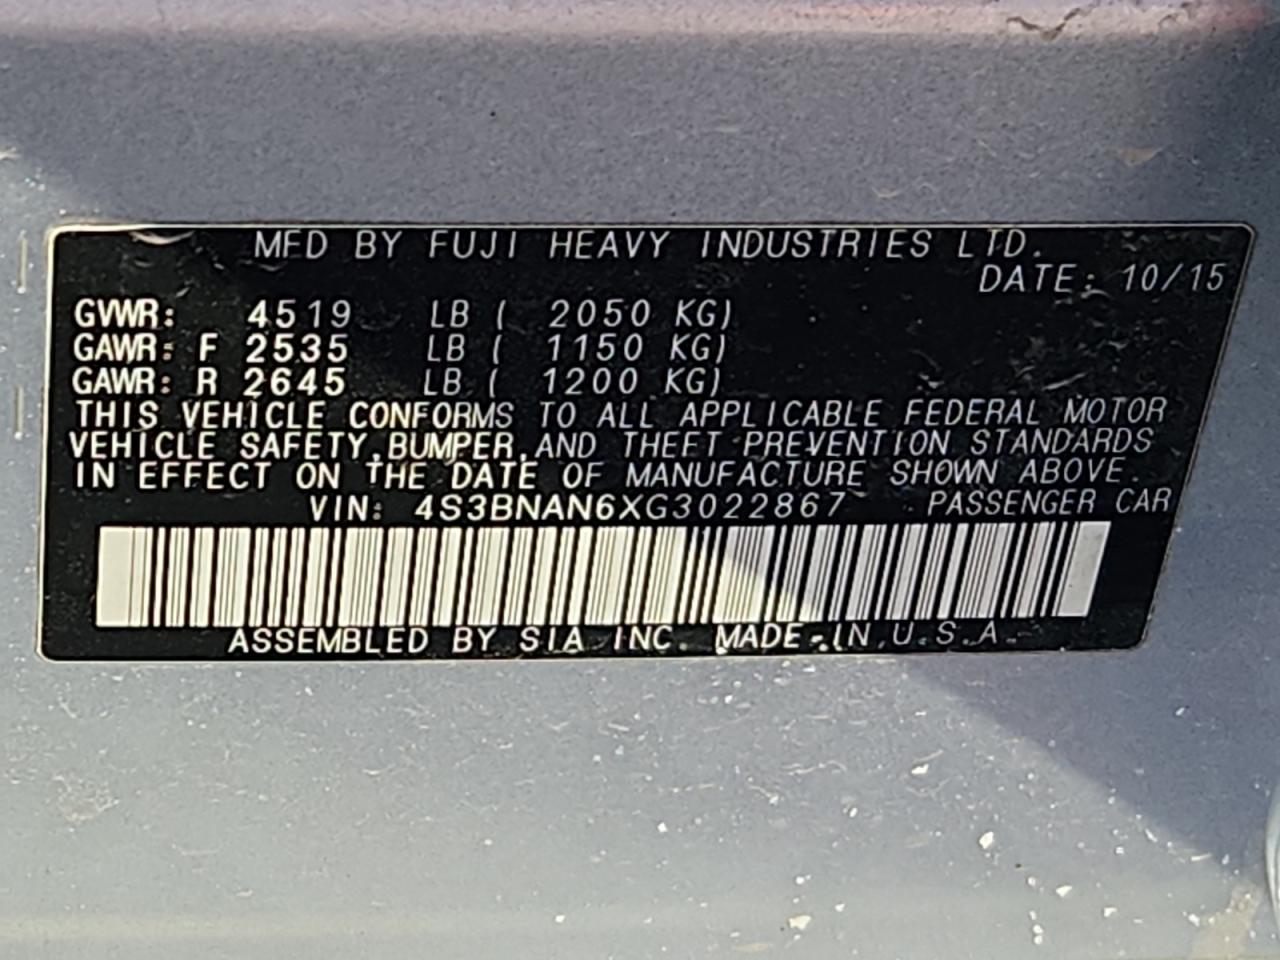 MFD BY FUJI HEAVY INDUSTRIES LTD.
DATE: 10/15
GVWR: 4519 LB ( 2050 KG)
GAWR: F 2535 LB ( 1150 KG)
GAWR: R 2645 LB ( 1200 KG)
THIS VEHICLE CONFORMS TO ALL APPLICABLE FEDERAL MOTOR
VEHICLE SAFETY,BUMPER,AND THEFT PREVENTION STANDARDS
IN EFFECT ON THE DATE OF MANUFACTURE SHOWN ABOVE.
VIN: 4S3BNAN6XG3022867 PASSENGER CAR
ASSEMBLED BY SIA INC. MADE IN U.S.A.